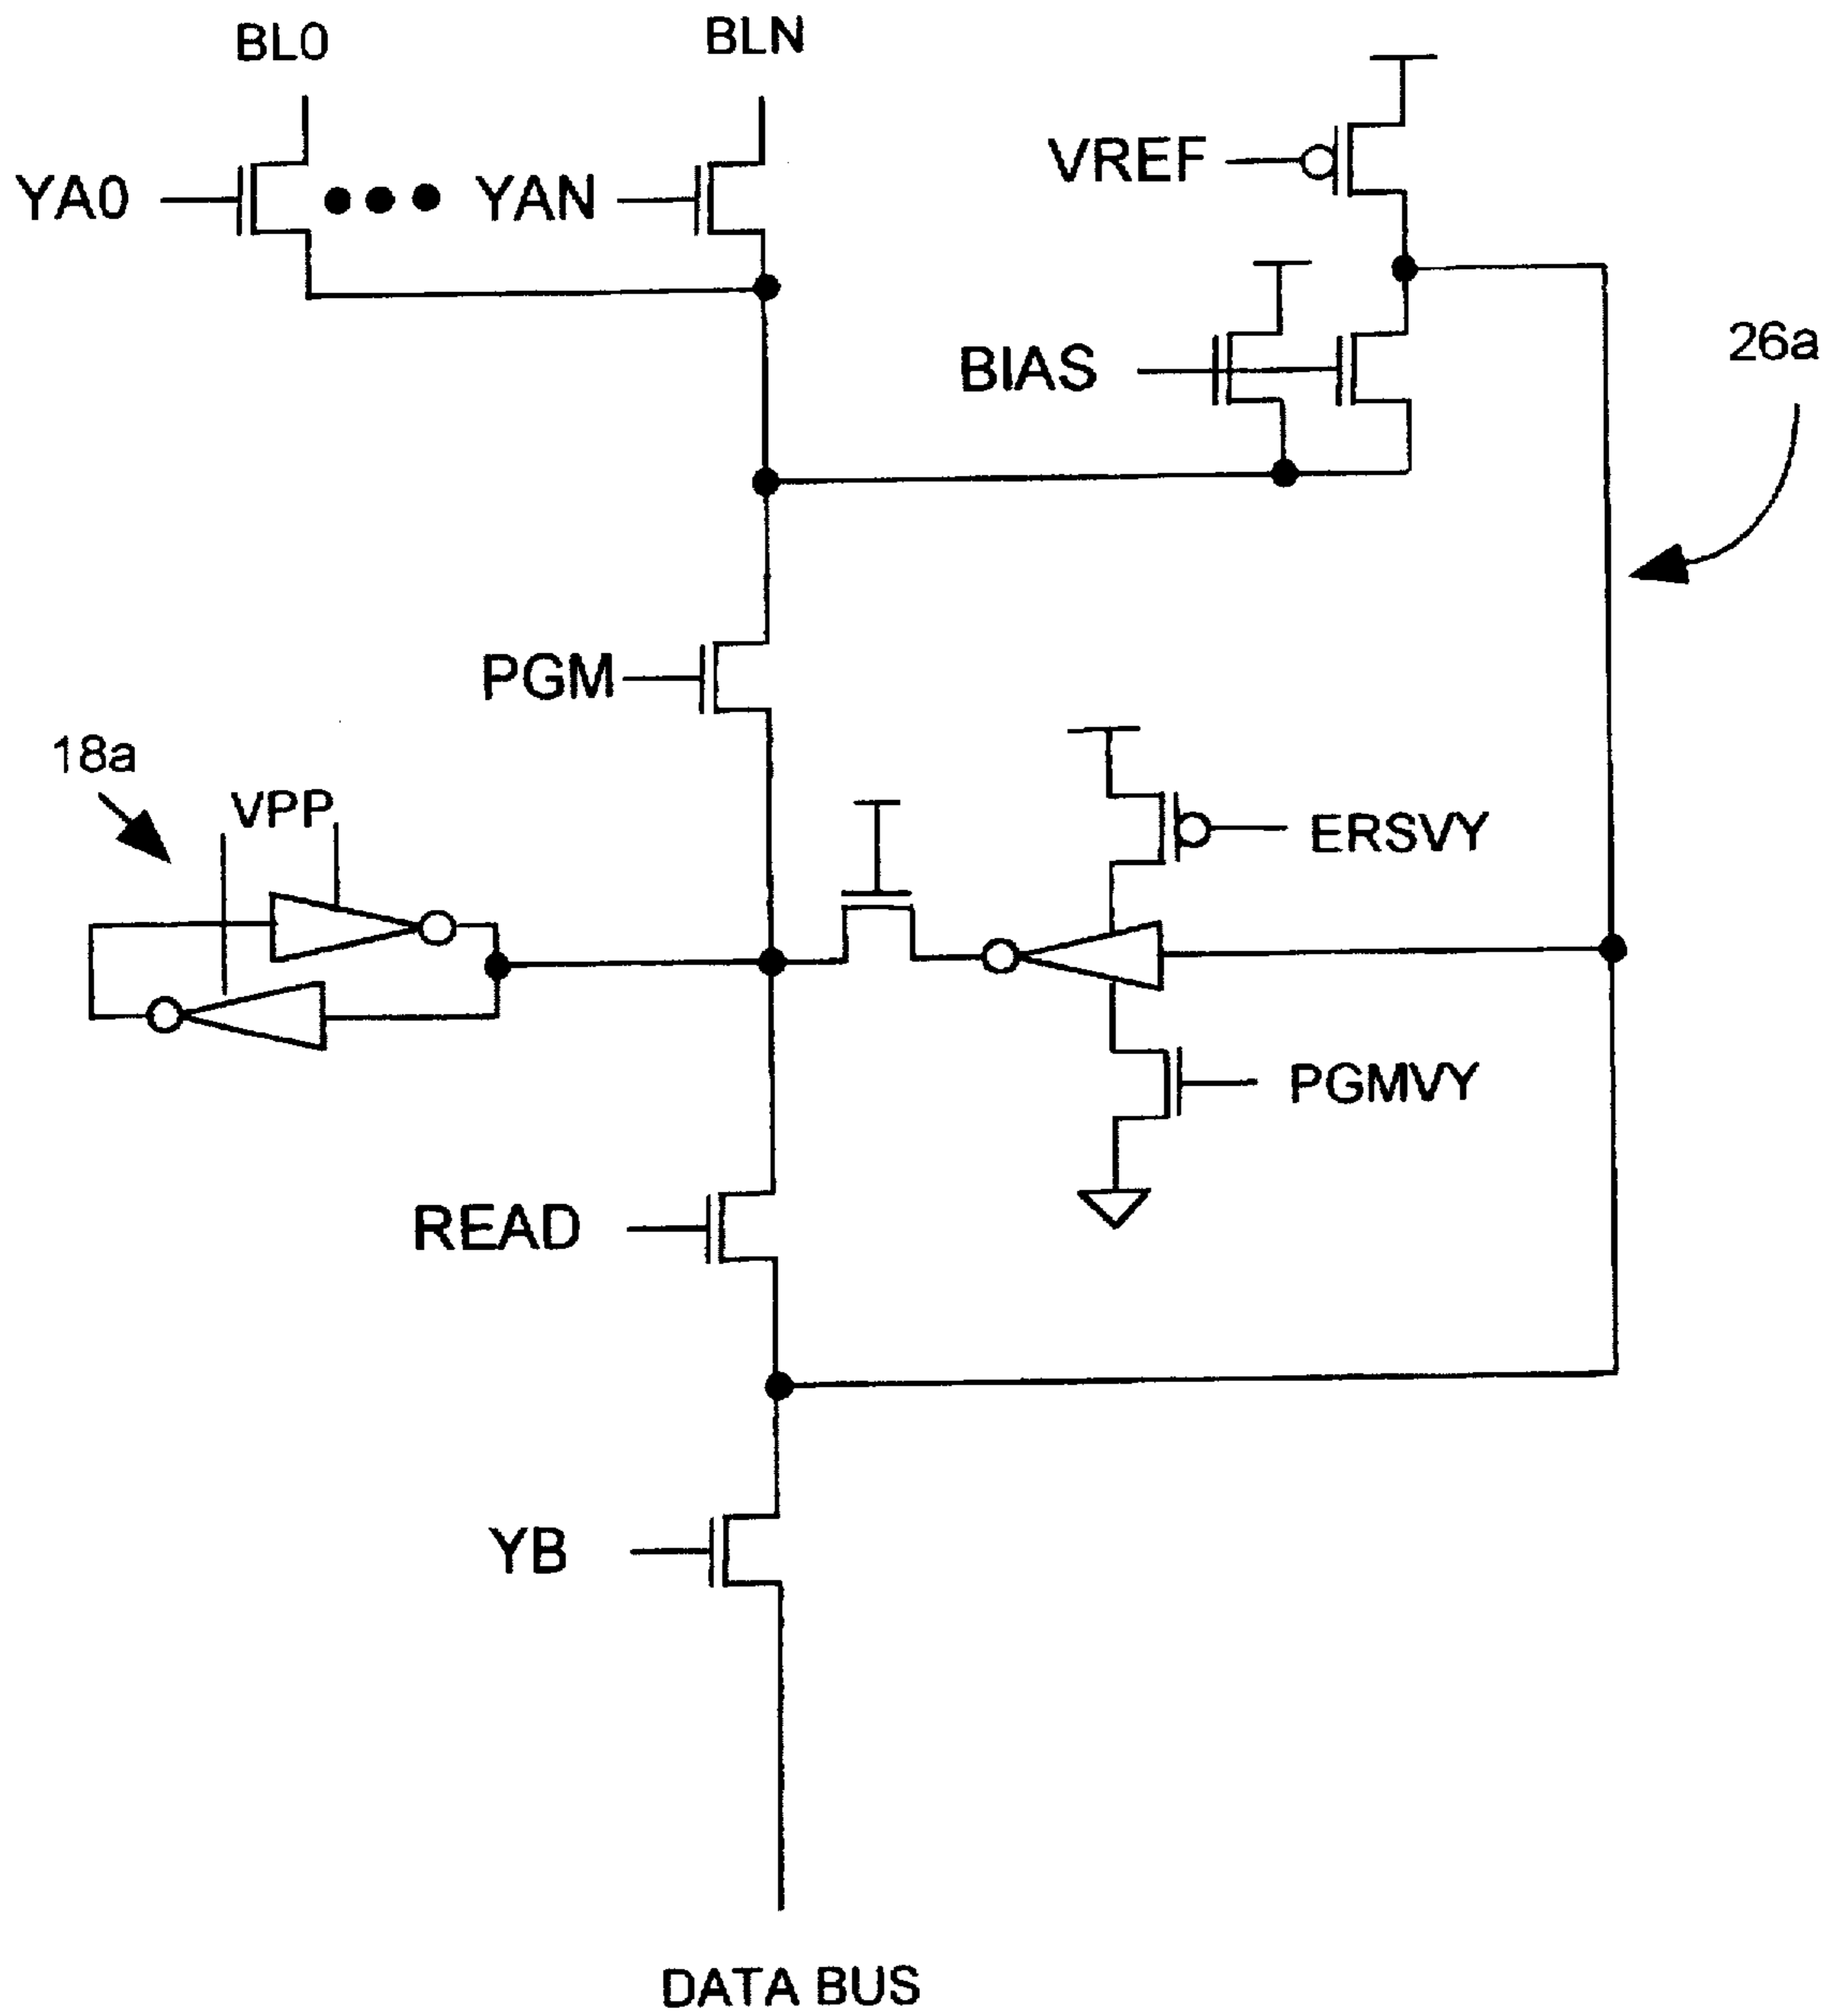 BL0
BLN
VREF
YA0
YAN
26a
BIAS
PGM
18a
VPP
ERSVY
PGMVY
READ
YB
DATA BUS